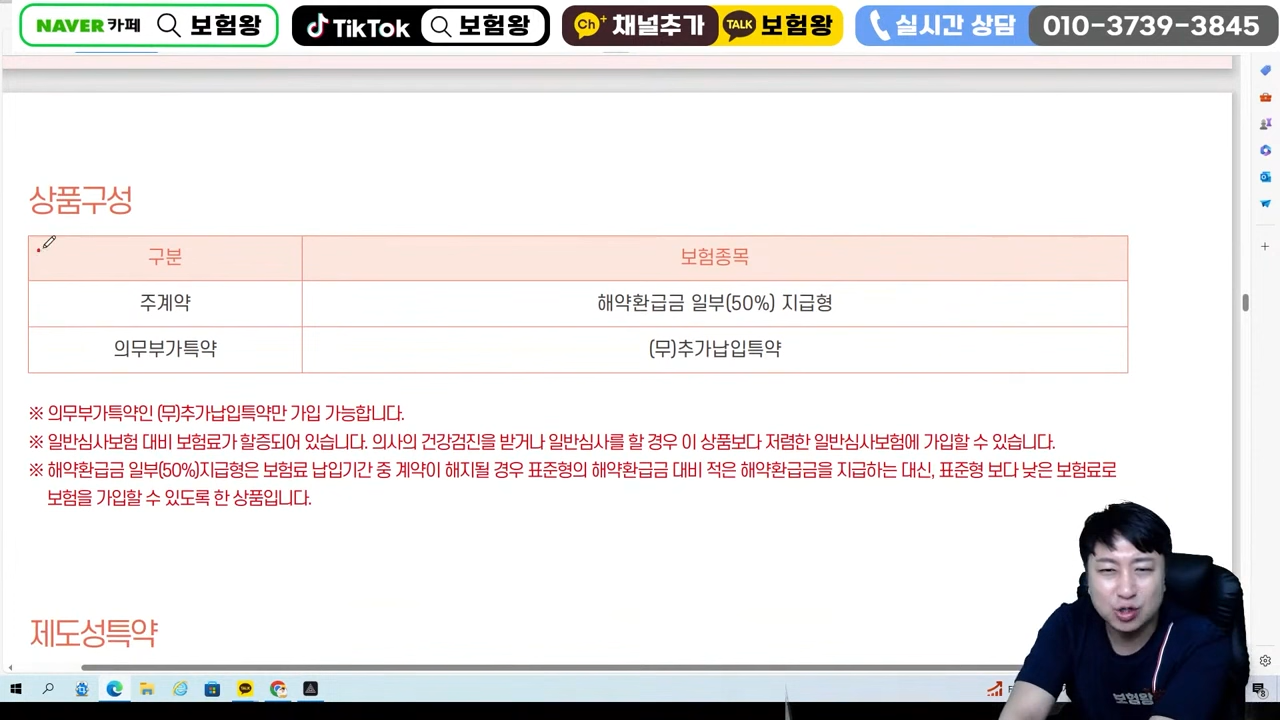 NAVER 카페 보험왕 TikTok 보험왕 Ch+ 채널추가 TALK 보험왕 실시간 상담 010-3739-3845
상품구성
구분 보험종목
주계약 해약환급금 일부(50%) 지급형
의무부가특약 (무)추가납입특약
※ 의무부가특약인 (무)추가납입특약만 가입 가능합니다.
※ 일반심사보험 대비 보험료가 할증되어 있습니다. 의사의 건강검진을 받거나 일반심사를 할 경우 이 상품보다 저렴한 일반심사보험에 가입할 수 있습니다.
※ 해약환급금 일부(50%)지급형은 보험료 납입기간 중 계약이 해지될 경우 표준형의 해약환급금 대비 적은 해약환급금을 지급하는 대신, 표준형 보다 낮은 보험료로
보험을 가입할 수 있도록 한 상품입니다.
제도성특약
보험왕